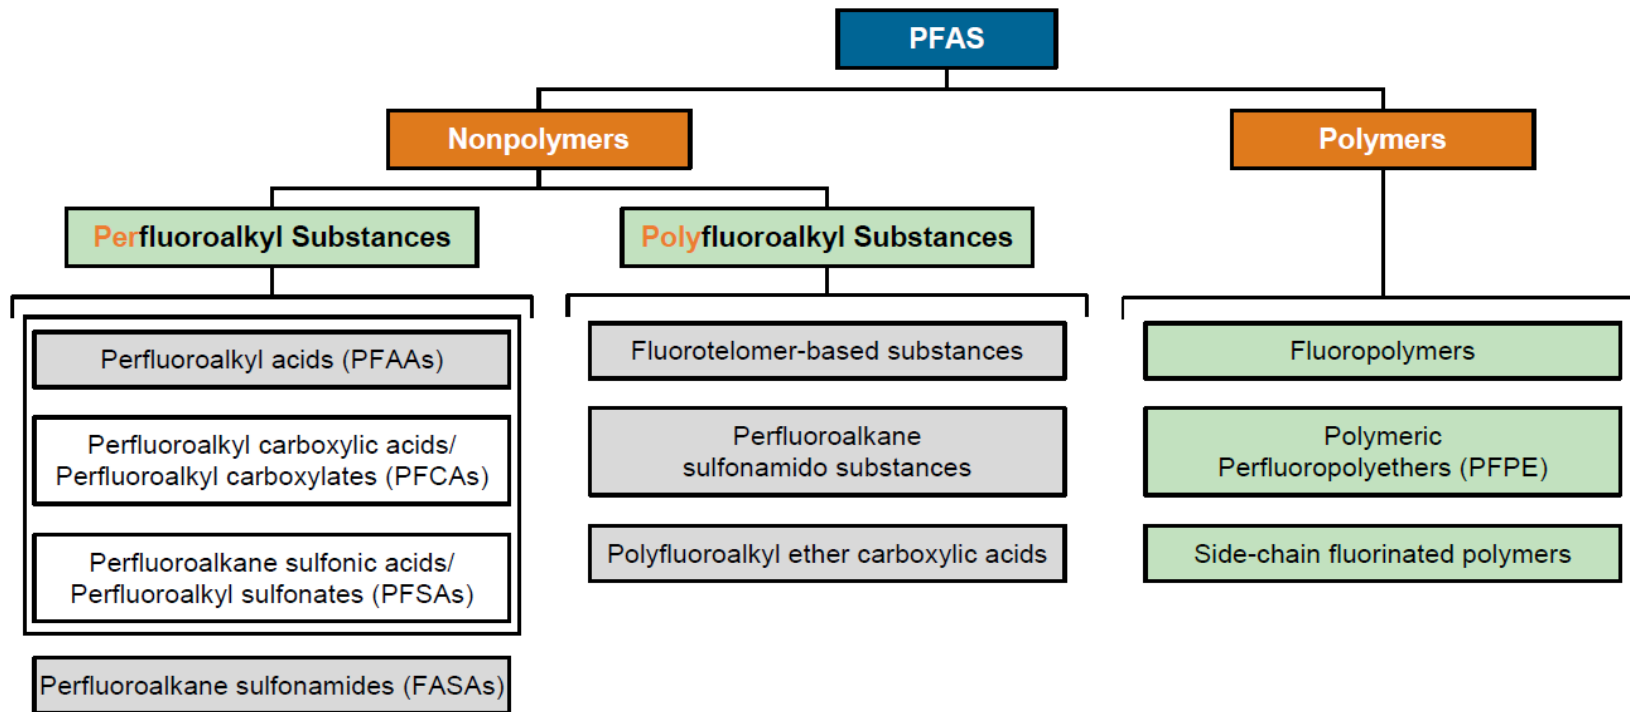 PFAS
Nonpolymers
Polymers
Perfluoroalkyl Substances
Polyfluoroalkyl Substances
Perfluoroalkyl acids (PFAAs)
Perfluoroalkyl carboxylic acids/
Perfluoroalkyl carboxylates (PFCAs)
Perfluoroalkane sulfonic acids/
Perfluoroalkyl sulfonates (PFSAs)
Perfluoroalkane sulfonamides (FASAs)
Fluorotelomer-based substances
Perfluoroalkane
sulfonamido substances
Polyfluoroalkyl ether carboxylic acids
Fluoropolymers
Polymeric
Perfluoropolyethers (PFPE)
Side-chain fluorinated polymers